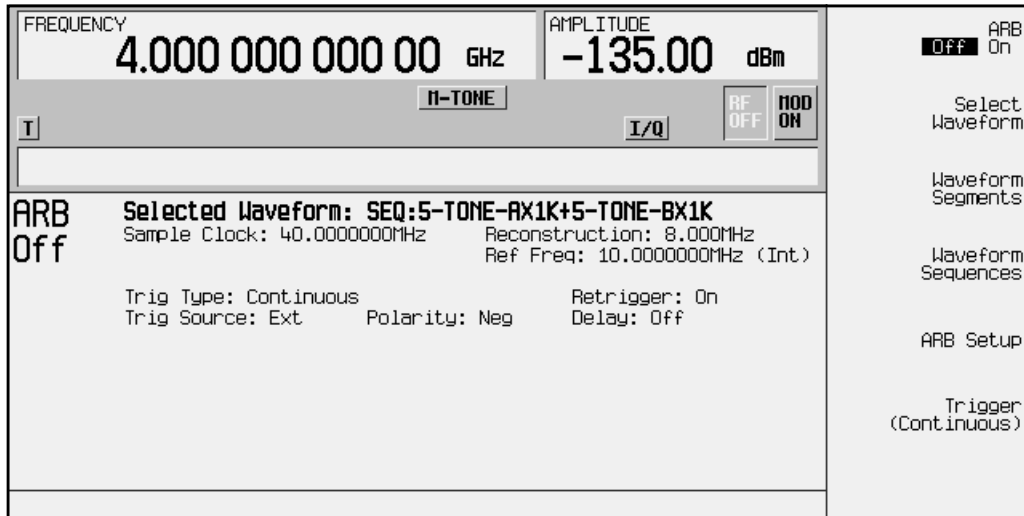 FREQUENCY
4.000 000 000 00 GHz
AMPLITUDE
-135.00 dBm
M-TONE
T
I/Q
RF OFF
MOD ON
ARB Off
Selected Waveform: SEQ:5-TONE-AX1K+5-TONE-BX1K
Sample Clock: 40.0000000MHz Reconstruction: 8.000MHz
Ref Freq: 10.0000000MHz (Int)
Trig Type: Continuous Retrigger: On
Trig Source: Ext Polarity: Neg Delay: Off
ARB
Off On
Select
Waveform
Waveform
Segments
Waveform
Sequences
ARB Setup
Trigger
(Continuous)